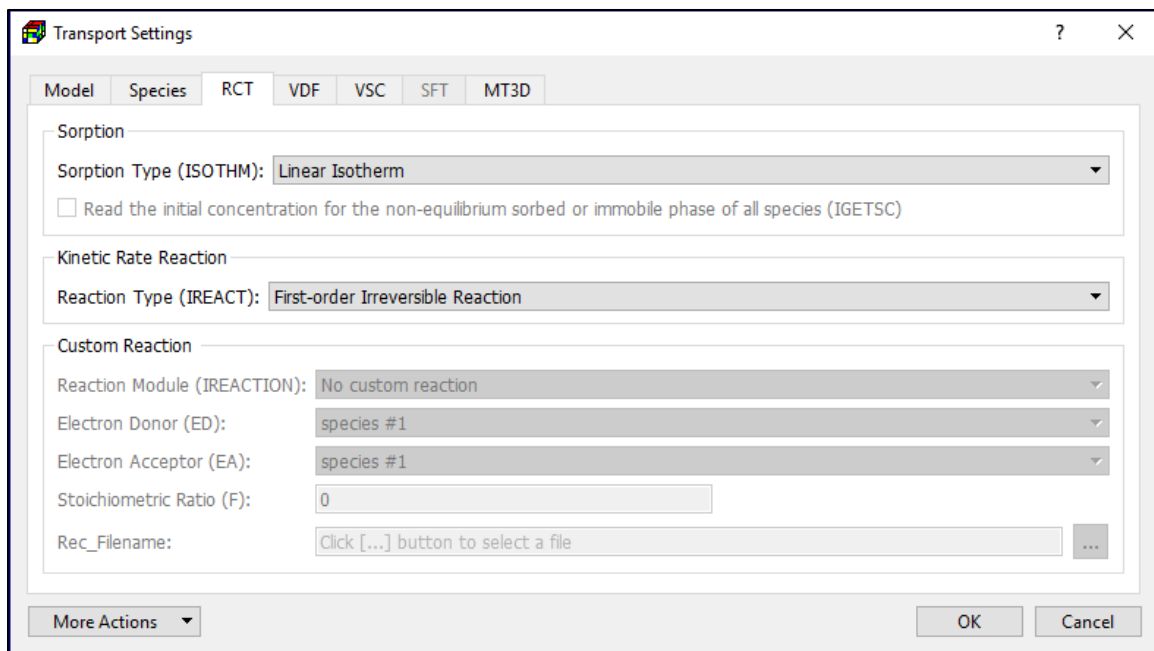 Transport Settings ?
Model Species RCT VDF VSC SFT MT3D
Sorption
Sorption Type (ISOTHM): Linear Isotherm
Read the initial concentration for the non-equilibrium sorbed or immobile phase of all species (IGETSC)
Kinetic Rate Reaction
Reaction Type (IREACT): First-order Irreversible Reaction
Custom Reaction
Reaction Module (IREACTION): No custom reaction
Electron Donor (ED): species #1
Electron Acceptor (EA): species #1
Stoichiometric Ratio (F): 0
Rec_Filename: Click [...] button to select a file ...
More Actions OK Cancel